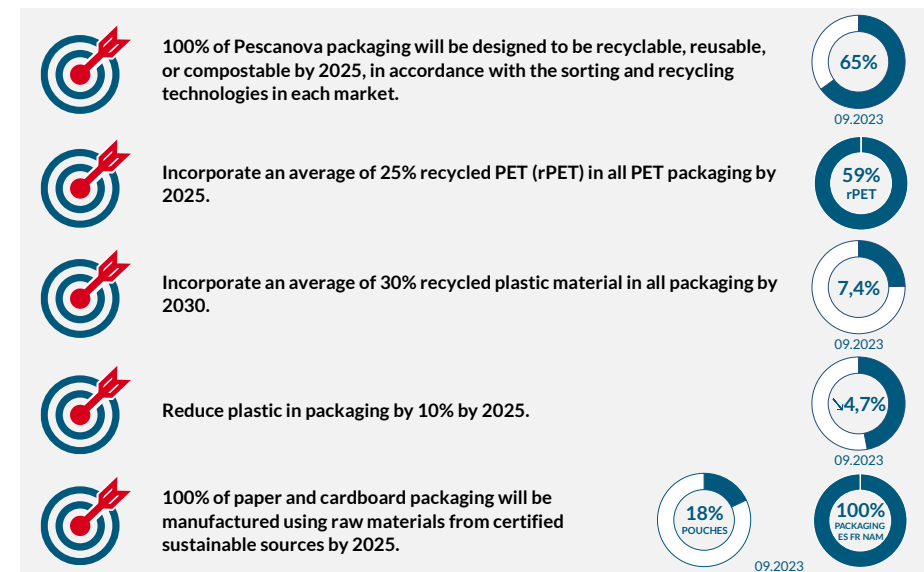 100% of Pescanova packaging will be designed to be recyclable, reusable,
or compostable by 2025, in accordance with the sorting and recycling
technologies in each market.
65%
09.2023
Incorporate an average of 25% recycled PET (rPET) in all PET packaging by
2025.
59%
rPET
Incorporate an average of 30% recycled plastic material in all packaging by
2030.
7,4%
09.2023
Reduce plastic in packaging by 10% by 2025.
↘4,7%
09.2023
100% of paper and cardboard packaging will be
manufactured using raw materials from certified
sustainable sources by 2025.
18%
POUCHES
09.2023
100%
PACKAGING
ES FR NAM